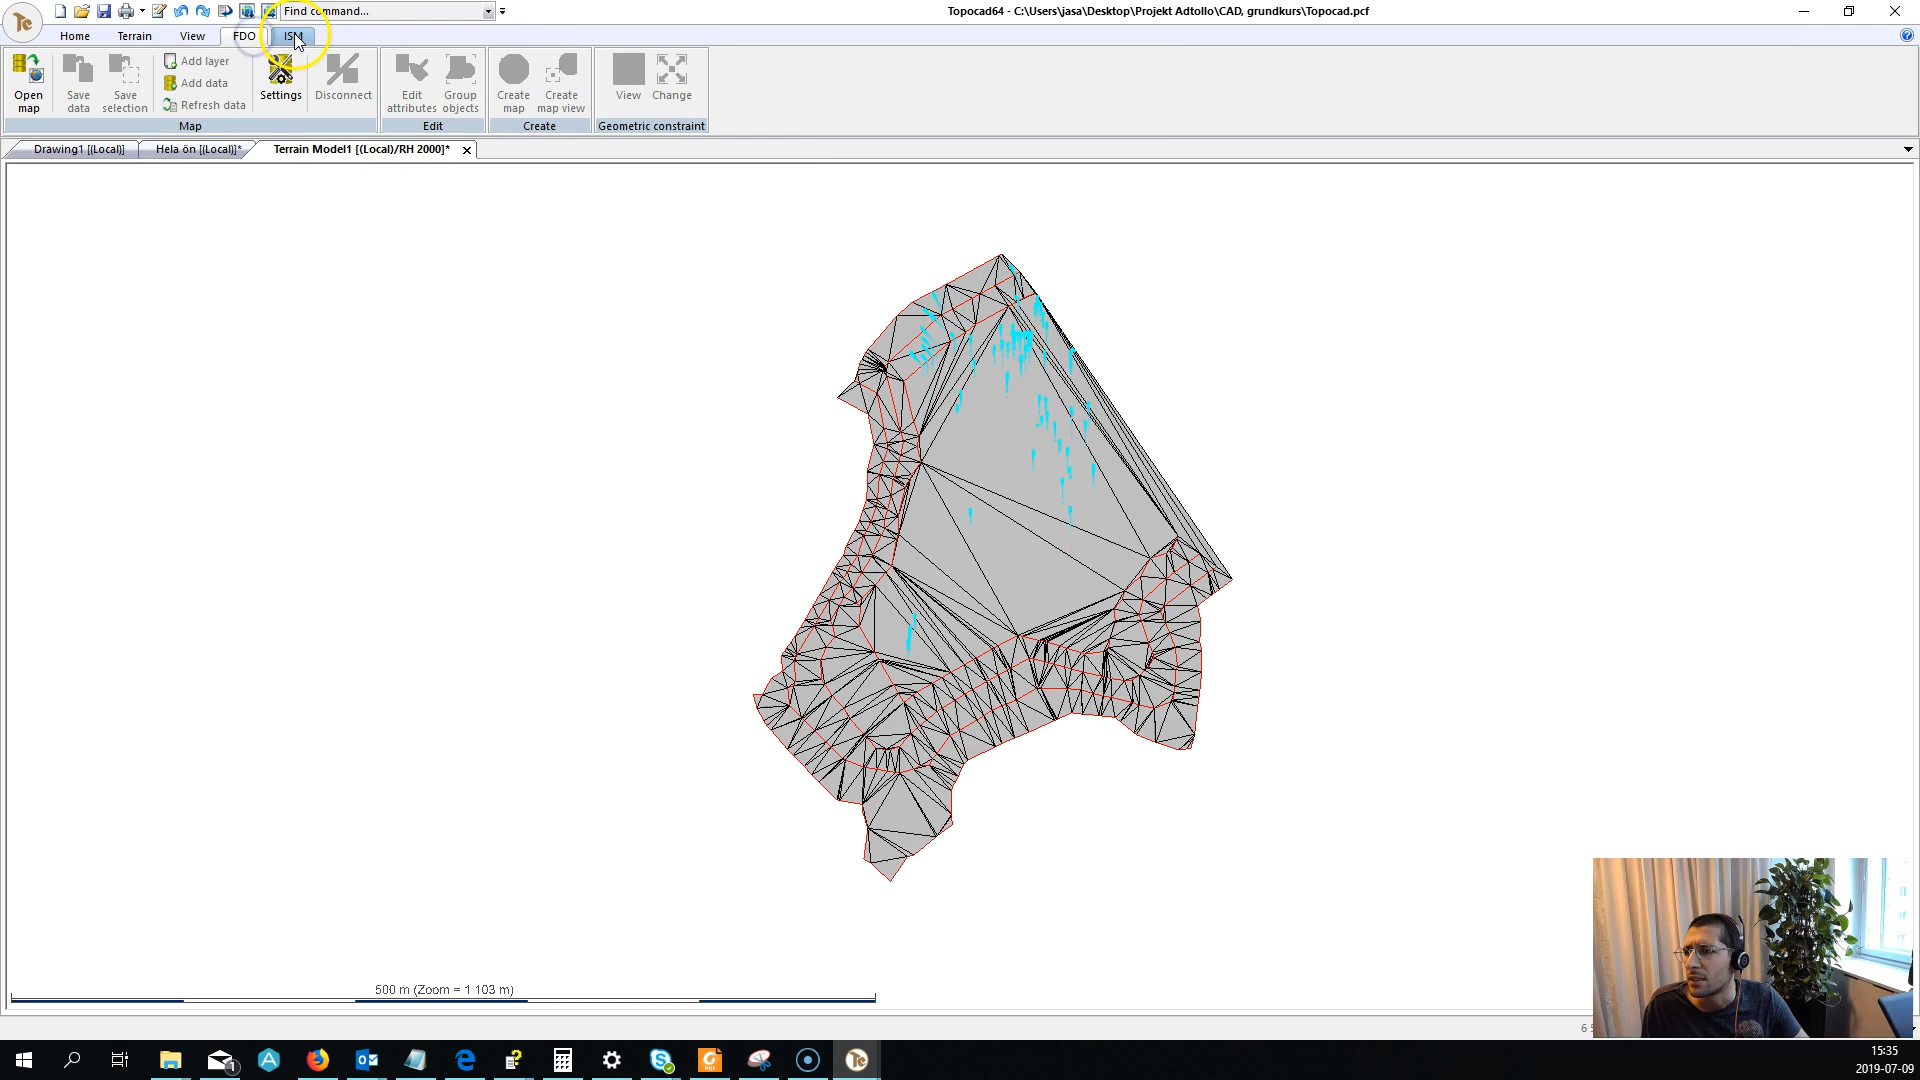 Find command...
Topocad64 - C:\Users\jasa\Desktop\Projekt Adtollo\CAD, grundkurs\Topocad.pcf
Home Terrain View FDO ISM
Open map
Save data
Save selection
Add layer
Add data
Refresh data
Settings
Disconnect
Edit attributes
Group objects
Create map
Create map view
View
Change
Map
Edit
Create
Geometric constraint
Drawing1 [(Local)]
Hela ön [(Local)]*
Terrain Model1 [(Local)/RH 2000]*
500 m (Zoom = 1 103 m)
15:35
2019-07-09